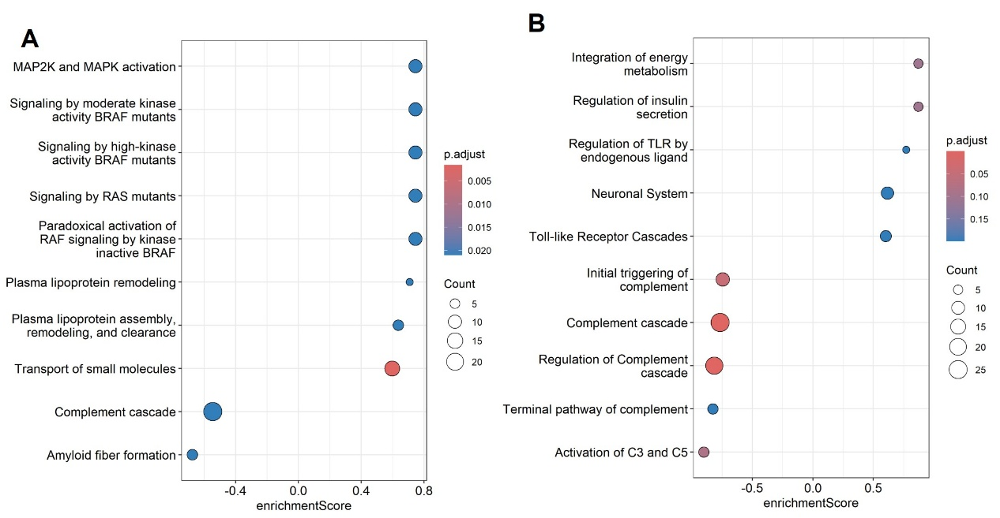 A
MAP2K and MAPK activation
Signaling by moderate kinase
activity BRAF mutants
Signaling by high-kinase
activity BRAF mutants
Signaling by RAS mutants
Paradoxical activation of
RAF signaling by kinase
inactive BRAF
Plasma lipoprotein remodeling
Plasma lipoprotein assembly,
remodeling, and clearance
Transport of small molecules
Complement cascade
Amyloid fiber formation
-0.4 0.0 0.4 0.8
enrichmentScore
p.adjust
0.005
0.010
0.015
0.020
Count
5
10
15
20
B
Integration of energy
metabolism
Regulation of insulin
secretion
Regulation of TLR by
endogenous ligand
Neuronal System
Toll-like Receptor Cascades
Initial triggering of
complement
Complement cascade
Regulation of Complement
cascade
Terminal pathway of complement
Activation of C3 and C5
-0.5 0.0 0.5
enrichmentScore
p.adjust
0.05
0.10
0.15
Count
5
10
15
20
25